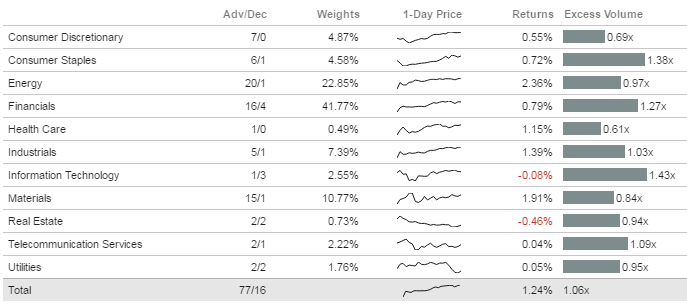 Adv/Dec Weights 1-Day Price Returns Excess Volume
Consumer Discretionary 7/0 4.87% 0.55% 0.69x
Consumer Staples 6/1 4.58% 0.72% 1.38x
Energy 20/1 22.85% 2.36% 0.97x
Financials 16/4 41.77% 0.79% 1.27x
Health Care 1/0 0.49% 1.15% 0.61x
Industrials 5/1 7.39% 1.39% 1.03x
Information Technology 1/3 2.55% -0.08% 1.43x
Materials 15/1 10.77% 1.91% 0.84x
Real Estate 2/2 0.73% -0.46% 0.94x
Telecommunication Services 2/1 2.22% 0.04% 1.09x
Utilities 2/2 1.76% 0.05% 0.95x
Total 77/16 1.24% 1.06x